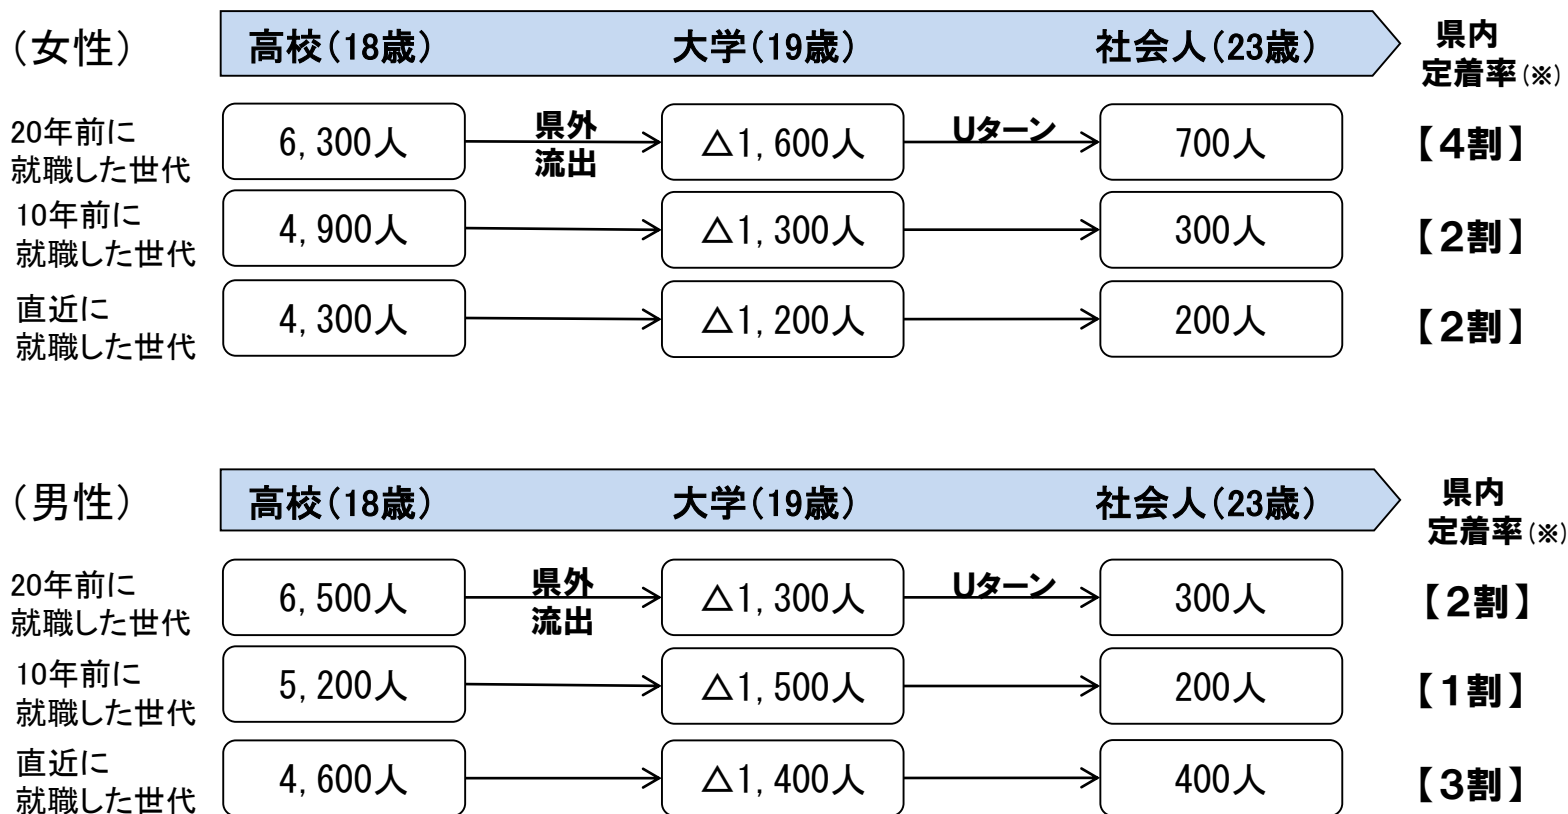 （女性）
高校（18歳）　大学（19歳）　社会人（23歳）
県内
定着率（※）
20年前に
就職した世代
6,300人
県外
流出
△1,600人
Uターン
700人
【4割】
10年前に
就職した世代
4,900人
△1,300人
300人
【2割】
直近に
就職した世代
4,300人
△1,200人
200人
【2割】
（男性）
高校（18歳）　大学（19歳）　社会人（23歳）
県内
定着率（※）
20年前に
就職した世代
6,500人
県外
流出
△1,300人
Uターン
300人
【2割】
10年前に
就職した世代
5,200人
△1,500人
200人
【1割】
直近に
就職した世代
4,600人
△1,400人
400人
【3割】